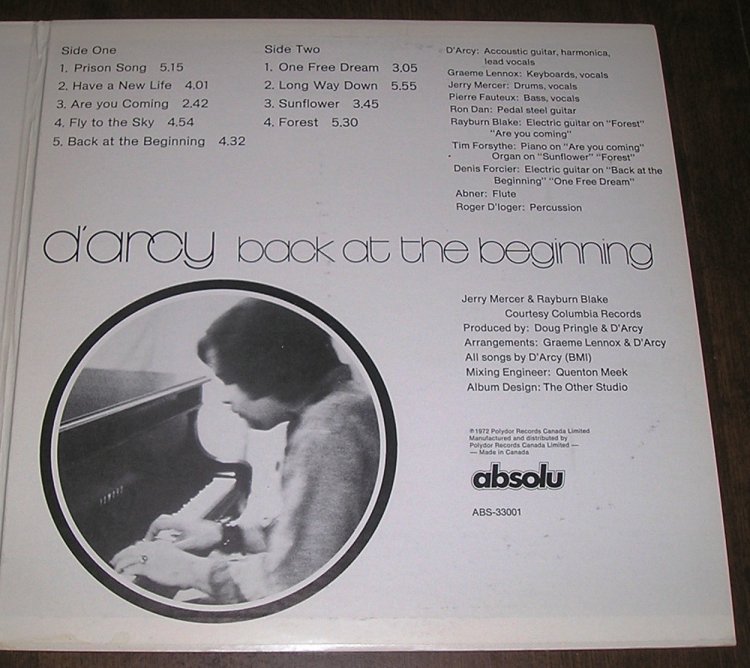 Side One
1. Prison Song 5.15
2. Have a New Life 4.01
3. Are you Coming 2.42
4. Fly to the Sky 4.54
5. Back at the Beginning 4.32
Side Two
1. One Free Dream 3.05
2. Long Way Down 5.55
3. Sunflower 3.45
4. Forest 5.30
D'Arcy: Accoustic guitar, harmonica,
lead vocals
Graeme Lennox: Keyboards, vocals
Jerry Mercer: Drums, vocals
Pierre Fauteux: Bass, vocals
Ron Dan: Pedal steel guitar
Rayburn Blake: Electric guitar on "Forest"
"Are you coming"
Tim Forsythe: Piano on "Are you coming"
Organ on "Sunflower" "Forest"
Denis Forcier: Electric guitar on "Back at the
Beginning" "One Free Dream"
Abner: Flute
Roger D'loger: Percussion
d'arcy back at the beginning
Jerry Mercer & Rayburn Blake
Courtesy Columbia Records
Produced by: Doug Pringle & D'Arcy
Arrangements: Graeme Lennox & D'Arcy
All songs by D'Arcy (BMI)
Mixing Engineer: Quenton Meek
Album Design: The Other Studio
℗1972 Polydor Records Canada Limited
Manufactured and distributed by
Polydor Records Canada Limited —
— Made in Canada
absolu
ABS-33001